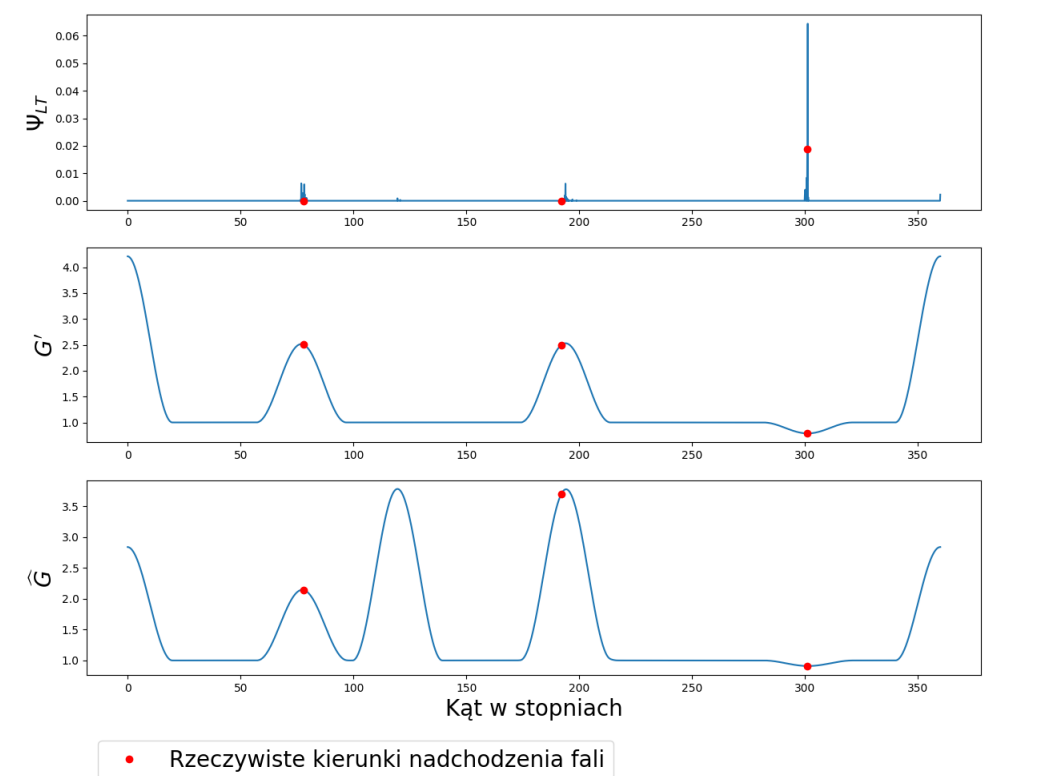 0.06
0.05
0.04
0.03
0.02
0.01
0.00
Ψ_LT
0 50 100 150 200 250 300 350
4.0
3.5
3.0
2.5
2.0
1.5
1.0
G′
0 50 100 150 200 250 300 350
3.5
3.0
2.5
2.0
1.5
1.0
Ĝ
0 50 100 150 200 250 300 350
Kąt w stopniach
Rzeczywiste kierunki nadchodzenia fali